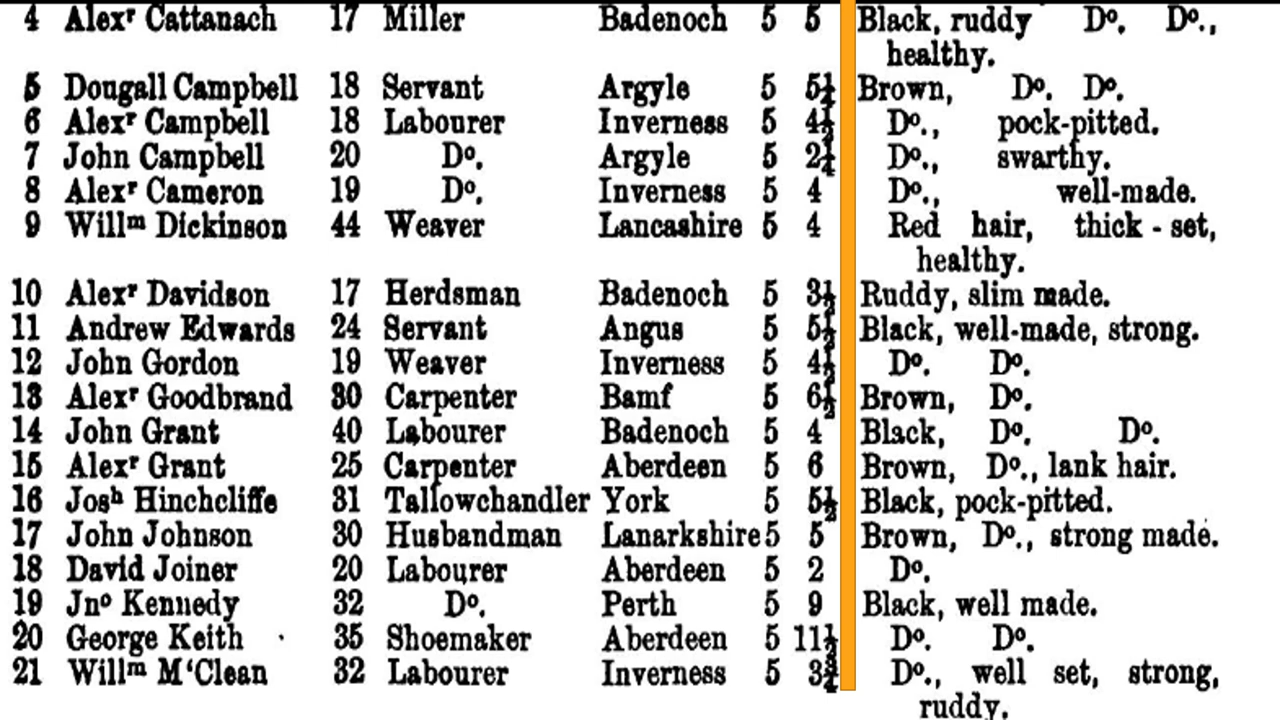 4 Alexʳ Cattanach 17 Miller Badenoch 5 5 Black, ruddy Dº. Dº.,
healthy.
5 Dougall Campbell 18 Servant Argyle 5 5½ Brown, Dº. Dº.
6 Alexʳ Campbell 18 Labourer Inverness 5 4½ Dº., pock-pitted.
7 John Campbell 20 Dº. Argyle 5 2¼ Dº., swarthy.
8 Alexʳ Cameron 19 Dº. Inverness 5 4 Dº., well-made.
9 Willᵐ Dickinson 44 Weaver Lancashire 5 4 Red hair, thick-set,
healthy.
10 Alexʳ Davidson 17 Herdsman Badenoch 5 3½ Ruddy, slim made.
11 Andrew Edwards 24 Servant Angus 5 5½ Black, well-made, strong.
12 John Gordon 19 Weaver Inverness 5 4½ Dº. Dº.
13 Alexʳ Goodbrand 30 Carpenter Bamf 5 6½ Brown, Dº.
14 John Grant 40 Labourer Badenoch 5 4 Black, Dº. Dº.
15 Alexʳ Grant 25 Carpenter Aberdeen 5 6 Brown, Dº., lank hair.
16 Josʰ Hinchcliffe 31 Tallowchandler York 5 5½ Black, pock-pitted.
17 John Johnson 30 Husbandman Lanarkshire 5 5 Brown, Dº., strong made.
18 David Joiner 20 Labourer Aberdeen 5 2 Dº.
19 Jnº Kennedy 32 Dº. Perth 5 9 Black, well made.
20 George Keith 35 Shoemaker Aberdeen 5 11½ Dº. Dº.
21 Willᵐ M‘Clean 32 Labourer Inverness 5 3¾ Dº., well set, strong,
ruddy.